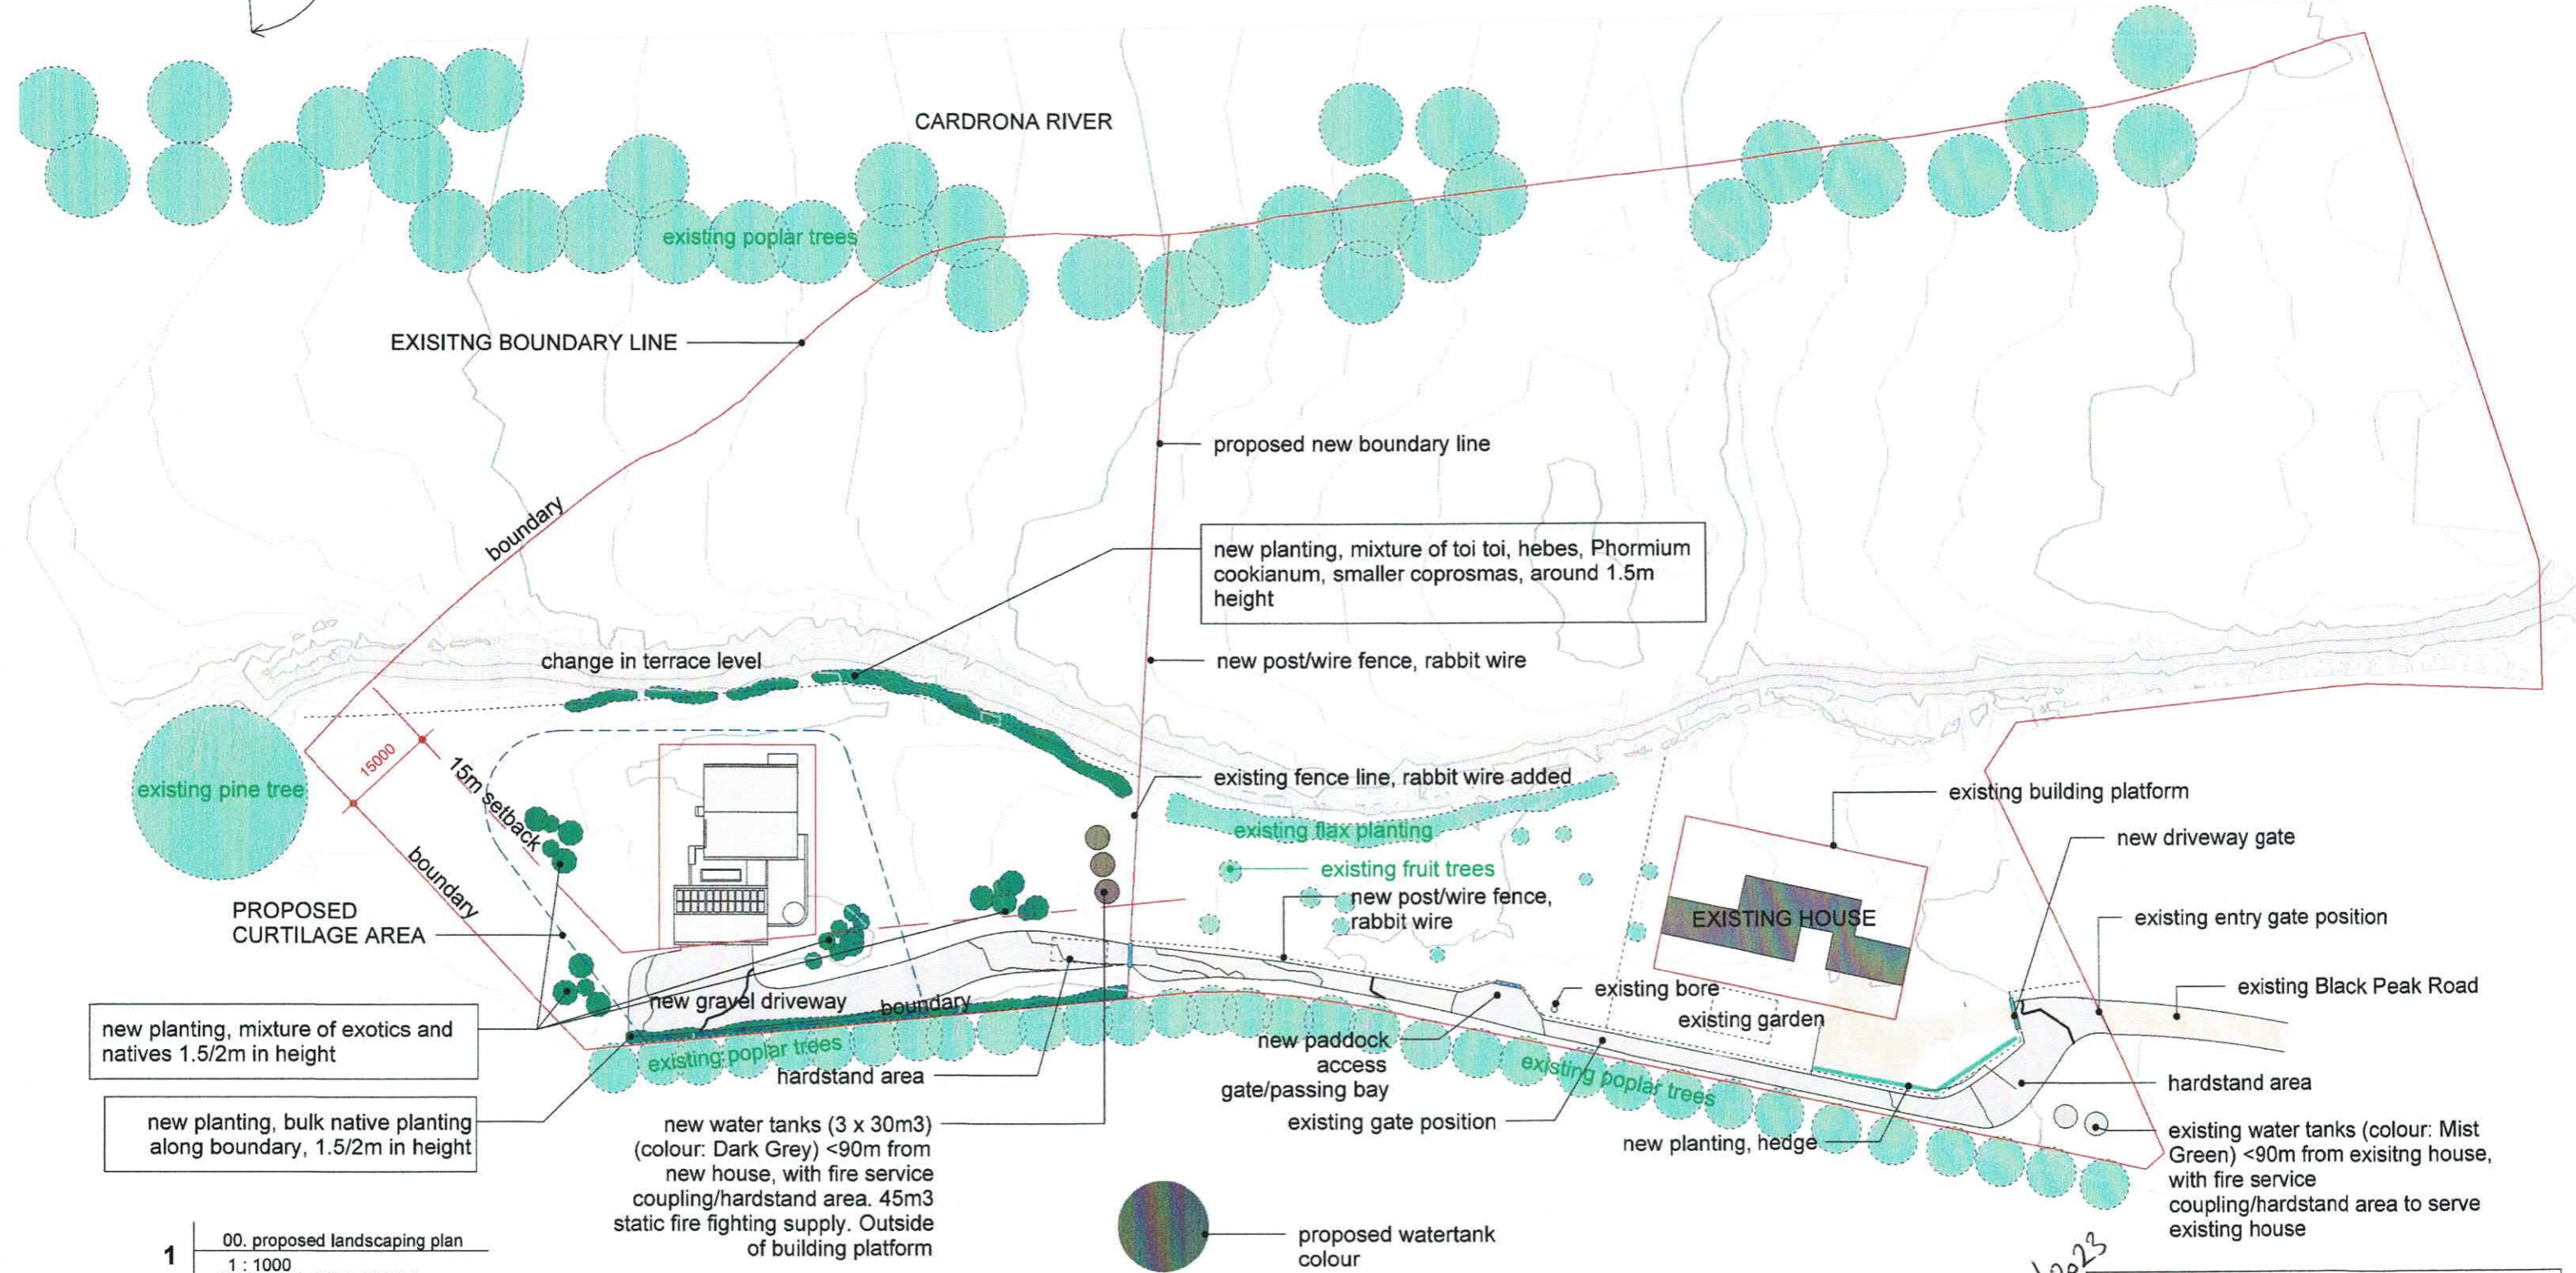 CARDRONA RIVER
existing poplar trees
EXISITNG BOUNDARY LINE
proposed new boundary line
boundary
new planting, mixture of toi toi, hebes, Phormium
cookianum, smaller coprosmas, around 1.5m
height
change in terrace level
new post/wire fence, rabbit wire
existing pine tree
15000
15m setback
boundary
existing fence line, rabbit wire added
existing flax planting
existing fruit trees
new post/wire fence,
rabbit wire
existing building platform
new driveway gate
EXISTING HOUSE
existing entry gate position
existing Black Peak Road
PROPOSED
CURTILAGE AREA
new gravel driveway
boundary
existing bore
existing garden
new planting, mixture of exotics and
natives 1.5/2m in height
existing poplar trees
hardstand area
new paddock
access
gate/passing bay
existing poplar trees
existing gate position
new planting, hedge
hardstand area
new planting, bulk native planting
along boundary, 1.5/2m in height
new water tanks (3 x 30m3)
(colour: Dark Grey) <90m from
new house, with fire service
coupling/hardstand area. 45m3
static fire fighting supply. Outside
of building platform
existing water tanks (colour: Mist
Green) <90m from exisitng house,
with fire service
coupling/hardstand area to serve
existing house
proposed watertank
colour
1
00. proposed landscaping plan
1 : 1000